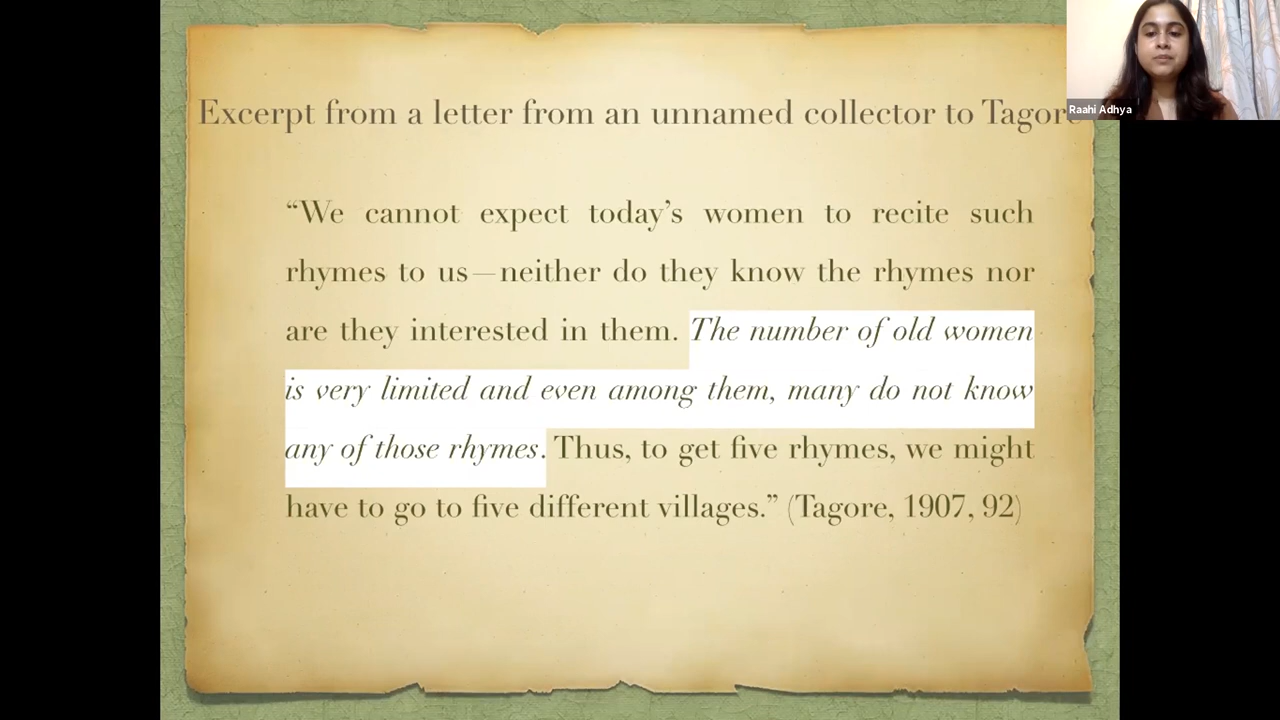 Excerpt from a letter from an unnamed collector to Tagore
Raahi Adhya
“We cannot expect today’s women to recite such
rhymes to us—neither do they know the rhymes nor
are they interested in them. The number of old women
is very limited and even among them, many do not know
any of those rhymes. Thus, to get five rhymes, we might
have to go to five different villages.” (Tagore, 1907, 92)